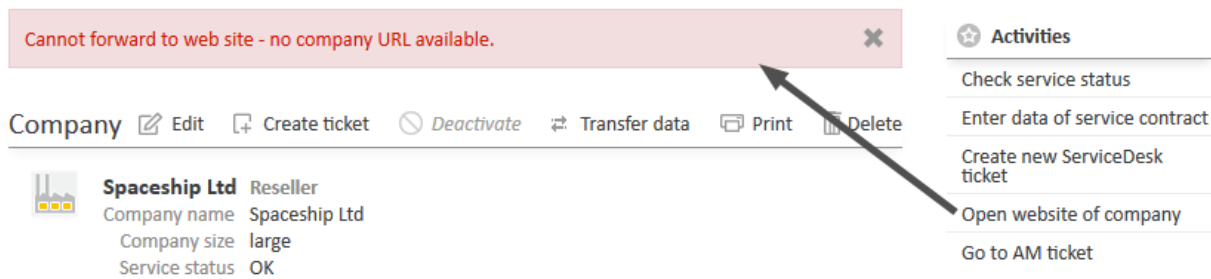 Cannot forward to web site - no company URL available.
Company Edit Create ticket Deactivate Transfer data Print Delete
Spaceship Ltd Reseller
Company name Spaceship Ltd
Company size large
Service status OK
Activities
Check service status
Enter data of service contract
Create new ServiceDesk
ticket
Open website of company
Go to AM ticket